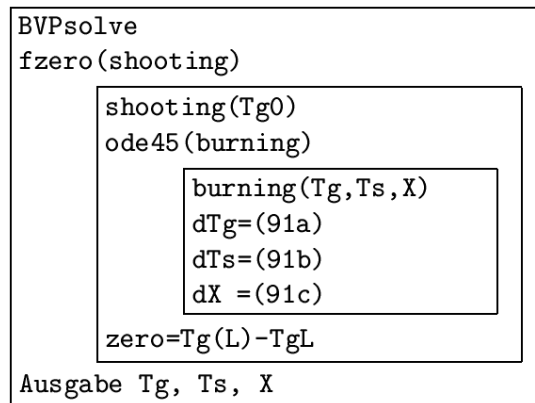 BVPsolve
fzero(shooting)
shooting(Tg0)
ode45(burning)
burning(Tg,Ts,X)
dTg=(91a)
dTs=(91b)
dX =(91c)
zero=Tg(L)-TgL
Ausgabe Tg, Ts, X